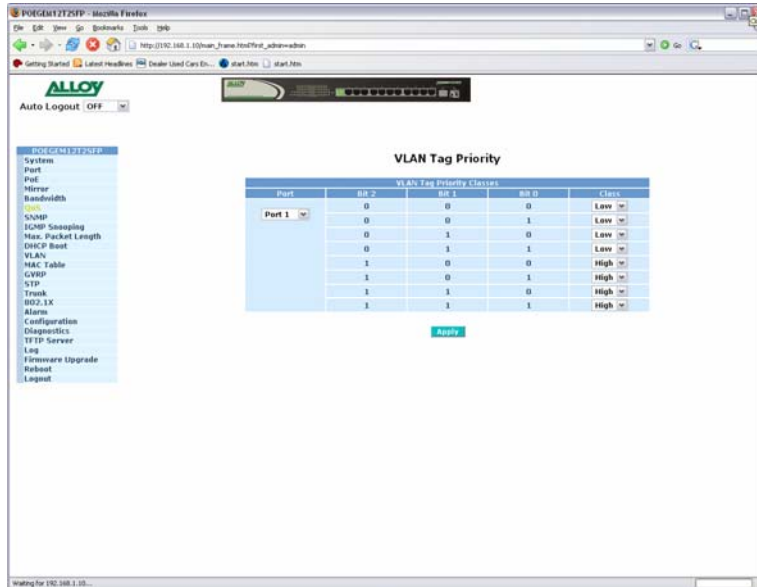 POEGEM12T2SFP - Mozilla Firefox
File Edit View Go Bookmarks Tools Help
http://192.168.1.10/main_frame.html?first_admin=admin
Go
Getting Started Latest Headlines Dealer Used Cars En... start.htm start.htm
ALLOY
Auto Logout OFF
POEGEM12T2SFP
System
Port
PoE
Mirror
Bandwidth
QoS
SNMP
IGMP Snooping
Max. Packet Length
DHCP Boot
VLAN
MAC Table
GVRP
STP
Trunk
802.1X
Alarm
Configuration
Diagnostics
TFTP Server
Log
Firmware Upgrade
Reboot
Logout
VLAN Tag Priority
VLAN Tag Priority Classes
Port Bit 2 Bit 1 Bit 0 Class
Port 1 0 0 0 Low
0 0 1 Low
0 1 0 Low
0 1 1 Low
1 0 0 High
1 0 1 High
1 1 0 High
1 1 1 High
Apply
Waiting for 192.168.1.10...